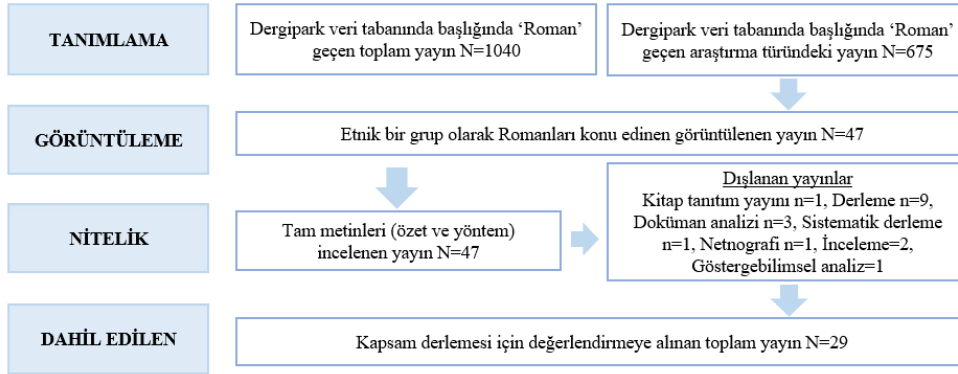 TANIMLAMA
Dergipark veri tabanında başlığında ‘Roman’
geçen toplam yayın N=1040
Dergipark veri tabanında başlığında ‘Roman’
geçen araştırma türündeki yayın N=675
GÖRÜNTÜLEME
Etnik bir grup olarak Romanları konu edinen görüntülenen yayın N=47
NİTELİK
Tam metinleri (özet ve yöntem)
incelenen yayın N=47
Dışlanan yayınlar
Kitap tanıtım yayını n=1, Derleme n=9,
Doküman analizi n=3, Sistematik derleme
n=1, Netnografi n=1, İnceleme=2,
Göstergebilimsel analiz=1
DAHİL EDİLEN
Kapsam derlemesi için değerlendirmeye alınan toplam yayın N=29